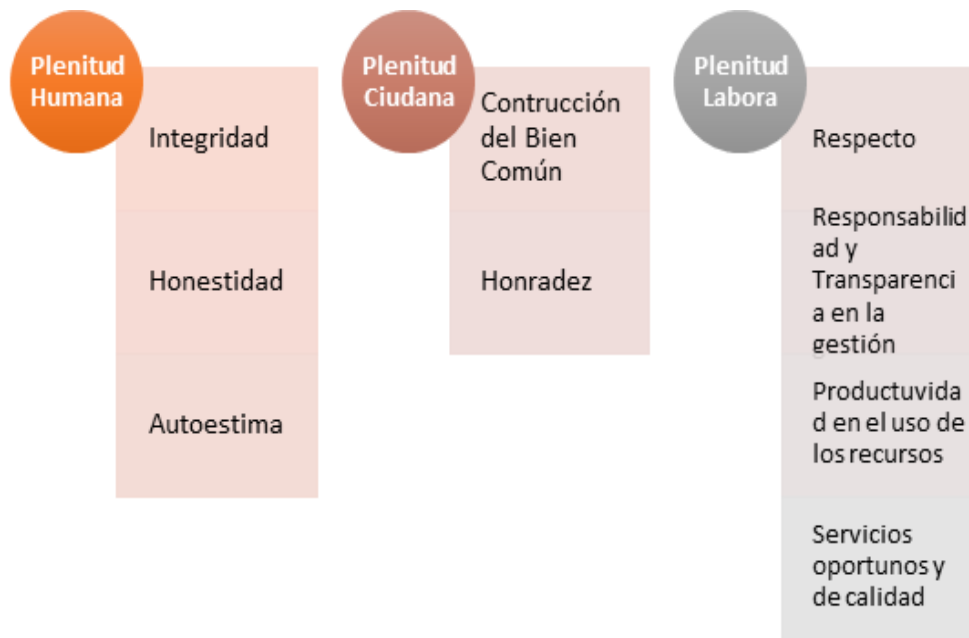 Plenitud
Humana
Integridad
Honestidad
Autoestima
Plenitud
Ciudana
Contrucción
del Bien
Común
Honradez
Plenitud
Labora
Respecto
Responsabilid
ad y
Transparenci
a en la
gestión
Productuvida
d en el uso de
los recursos
Servicios
oportunos y
de calidad